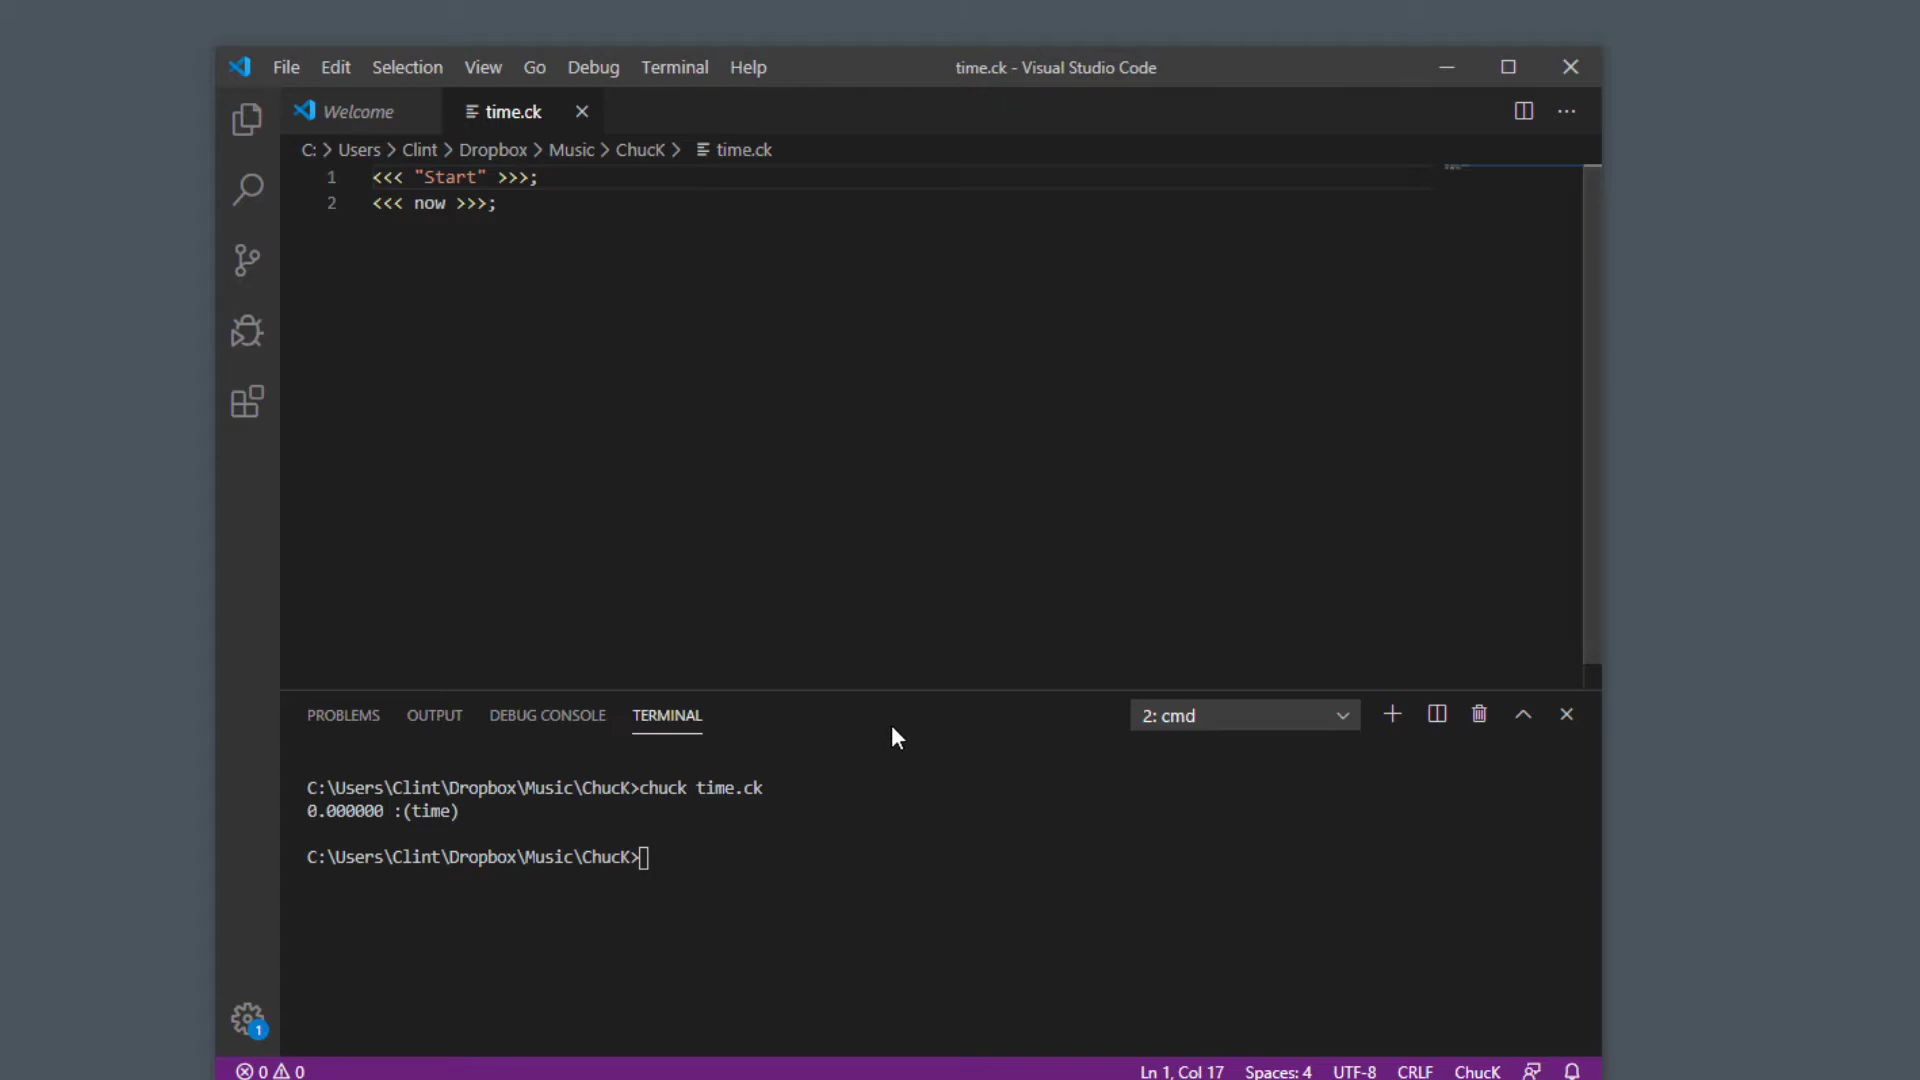 File Edit Selection View Go Debug Terminal Help time.ck - Visual Studio Code
Welcome time.ck
C: > Users > Clint > Dropbox > Music > ChucK > time.ck
1 <<< "Start" >>>;
2 <<< now >>>;
PROBLEMS OUTPUT DEBUG CONSOLE TERMINAL 2: cmd
C:\Users\Clint\Dropbox\Music\ChucK>chuck time.ck
0.000000 :(time)
C:\Users\Clint\Dropbox\Music\ChucK>
1
0 0 Ln 1, Col 17 Spaces: 4 UTF-8 CRLF ChucK